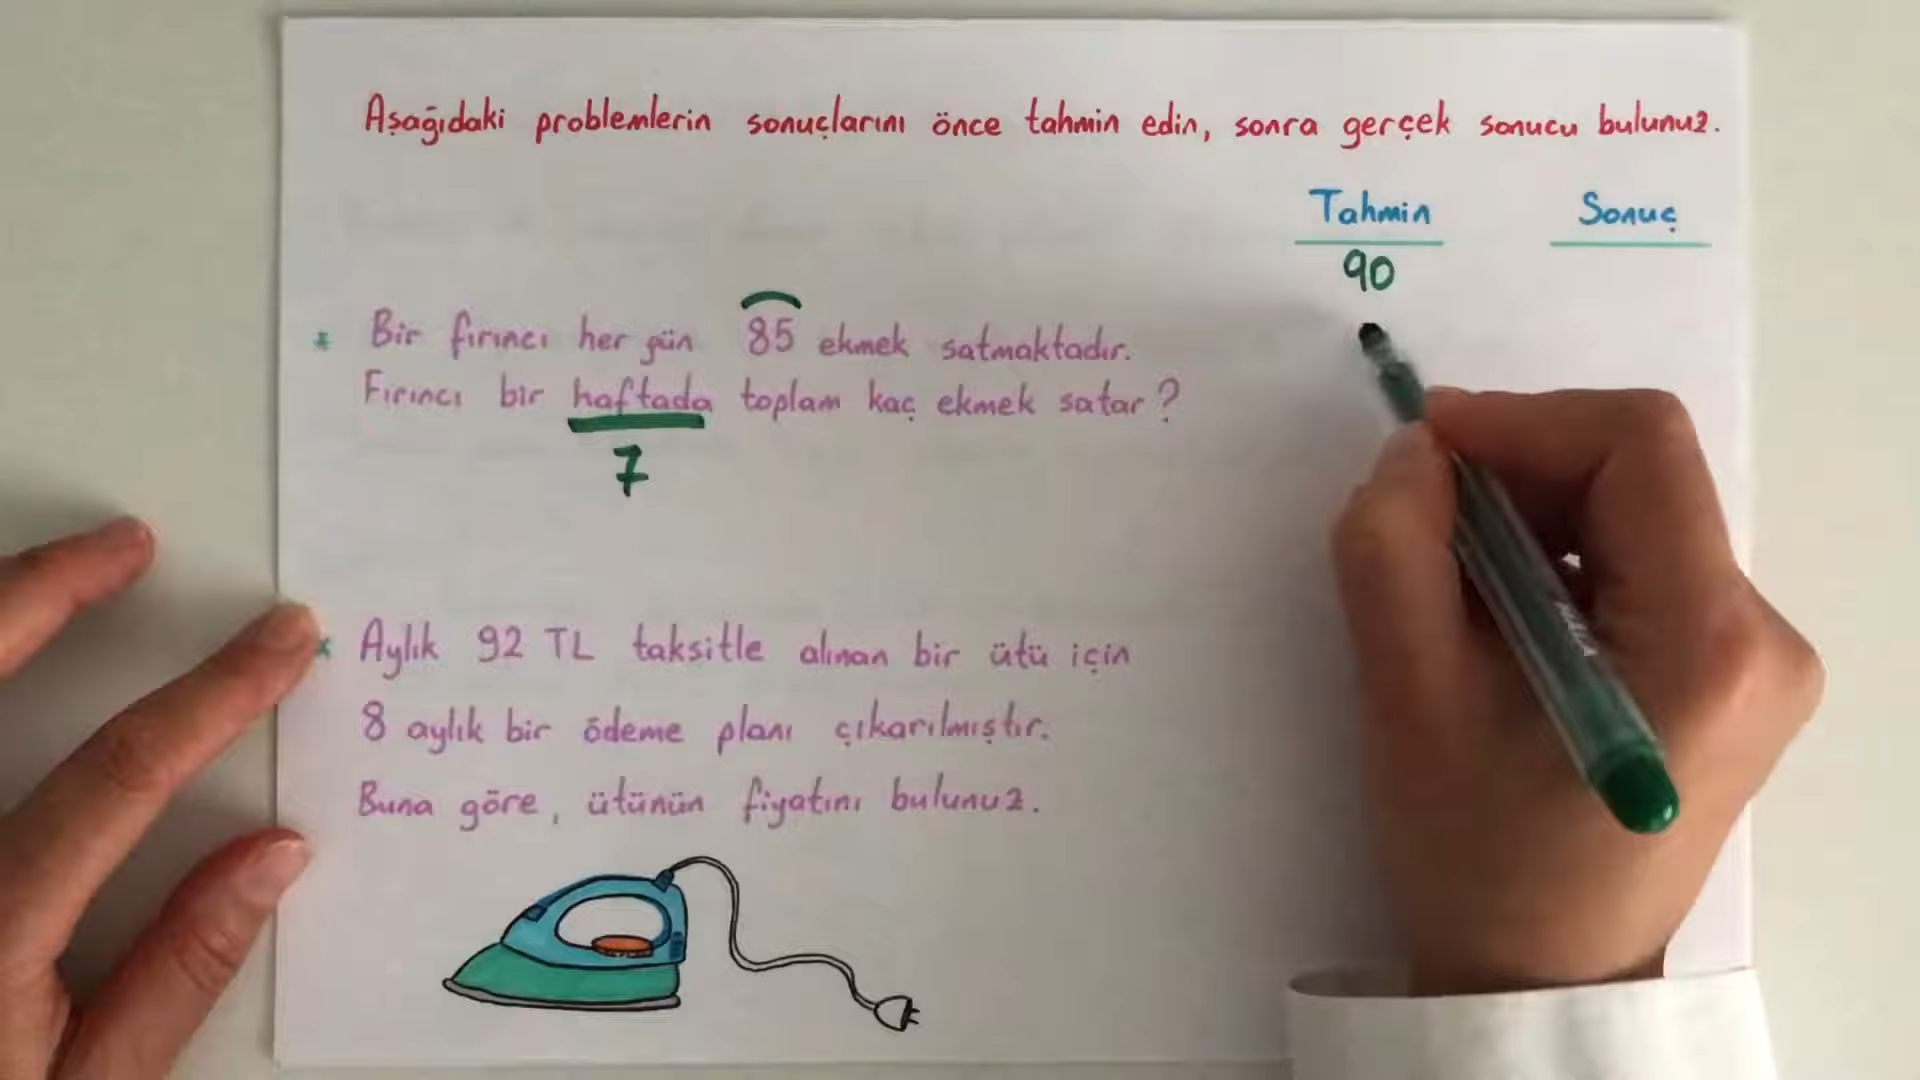 Aşağıdaki problemlerin sonuçlarını önce tahmin edin, sonra gerçek sonucu bulunuz.
Tahmin Sonuç
90
* Bir fırıncı her gün 85 ekmek satmaktadır.
Fırıncı bir haftada toplam kaç ekmek satar?
7
* Aylık 92 TL taksitle alınan bir ütü için
8 aylık bir ödeme planı çıkarılmıştır.
Buna göre, ütünün fiyatını bulunuz.